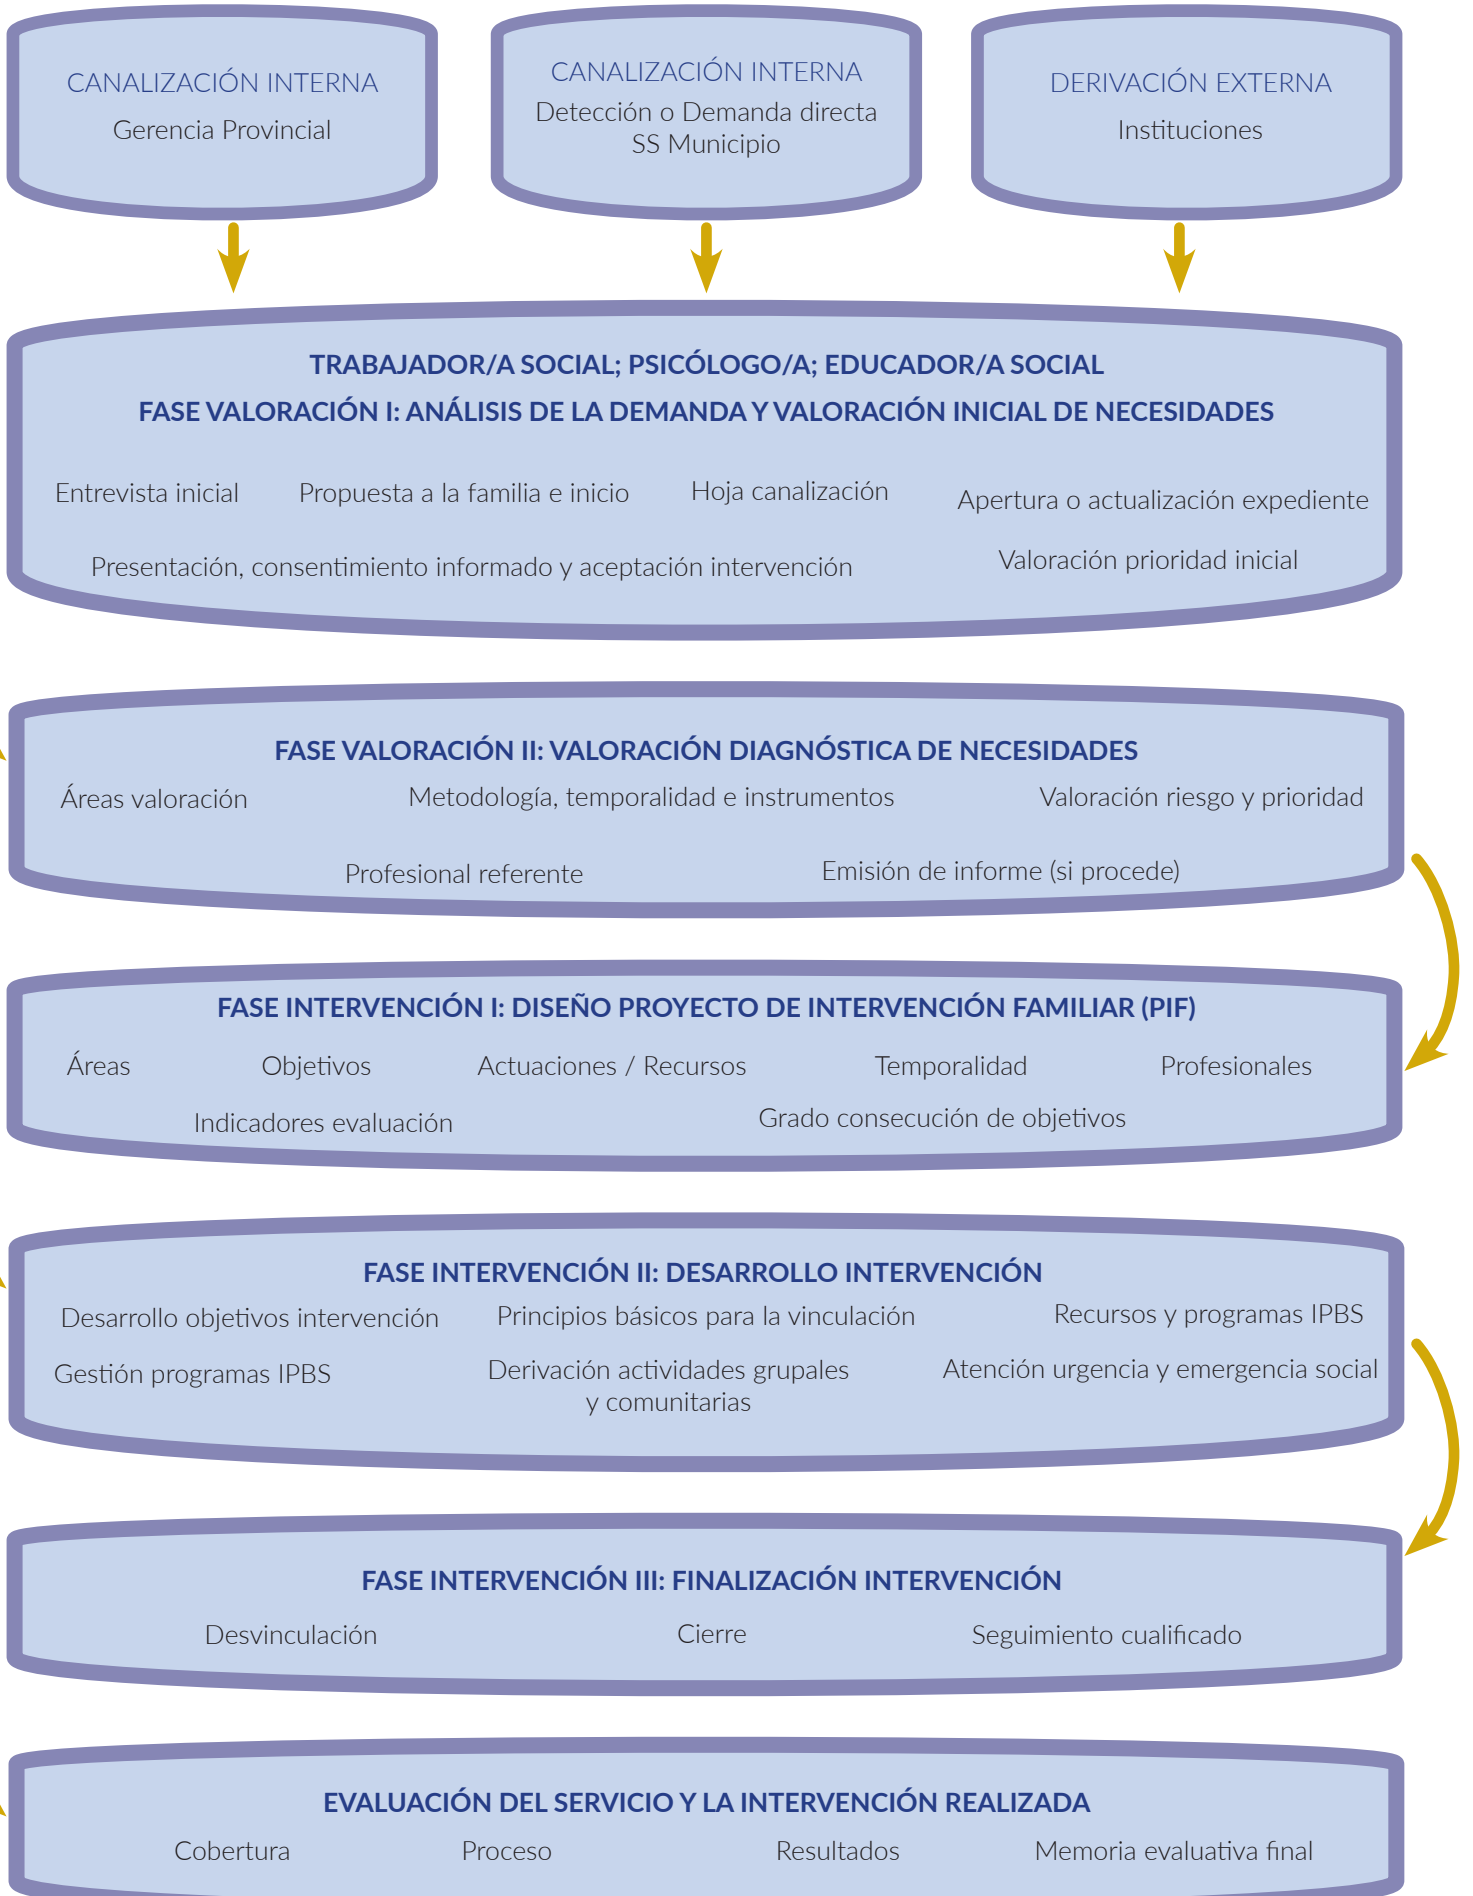 CANALIZACIÓN INTERNA
Gerencia Provincial
CANALIZACIÓN INTERNA
Detección o Demanda directa
SS Municipio
DERIVACIÓN EXTERNA
Instituciones
TRABAJADOR/A SOCIAL; PSICÓLOGO/A; EDUCADOR/A SOCIAL
FASE VALORACIÓN I: ANÁLISIS DE LA DEMANDA Y VALORACIÓN INICIAL DE NECESIDADES
Entrevista inicial
Propuesta a la familia e inicio
Hoja canalización
Apertura o actualización expediente
Presentación, consentimiento informado y aceptación intervención
Valoración prioridad inicial
FASE VALORACIÓN II: VALORACIÓN DIAGNÓSTICA DE NECESIDADES
Áreas valoración
Metodología, temporalidad e instrumentos
Valoración riesgo y prioridad
Profesional referente
Emisión de informe (si procede)
FASE INTERVENCIÓN I: DISEÑO PROYECTO DE INTERVENCIÓN FAMILIAR (PIF)
Áreas
Objetivos
Actuaciones / Recursos
Temporalidad
Profesionales
Indicadores evaluación
Grado consecución de objetivos
FASE INTERVENCIÓN II: DESARROLLO INTERVENCIÓN
Desarrollo objetivos intervención
Principios básicos para la vinculación
Recursos y programas IPBS
Gestión programas IPBS
Derivación actividades grupales
y comunitarias
Atención urgencia y emergencia social
FASE INTERVENCIÓN III: FINALIZACIÓN INTERVENCIÓN
Desvinculación
Cierre
Seguimiento cualificado
EVALUACIÓN DEL SERVICIO Y LA INTERVENCIÓN REALIZADA
Cobertura
Proceso
Resultados
Memoria evaluativa final